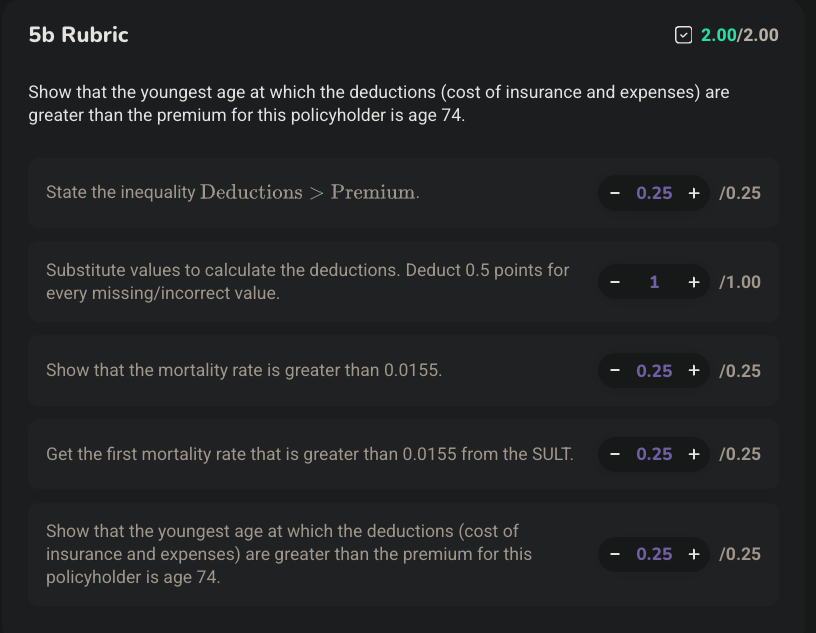 5b Rubric
2.00/2.00
Show that the youngest age at which the deductions (cost of insurance and expenses) are
greater than the premium for this policyholder is age 74.
State the inequality Deductions > Premium.
− 0.25 + /0.25
Substitute values to calculate the deductions. Deduct 0.5 points for
every missing/incorrect value.
− 1 + /1.00
Show that the mortality rate is greater than 0.0155.
− 0.25 + /0.25
Get the first mortality rate that is greater than 0.0155 from the SULT.
− 0.25 + /0.25
Show that the youngest age at which the deductions (cost of
insurance and expenses) are greater than the premium for this
policyholder is age 74.
− 0.25 + /0.25